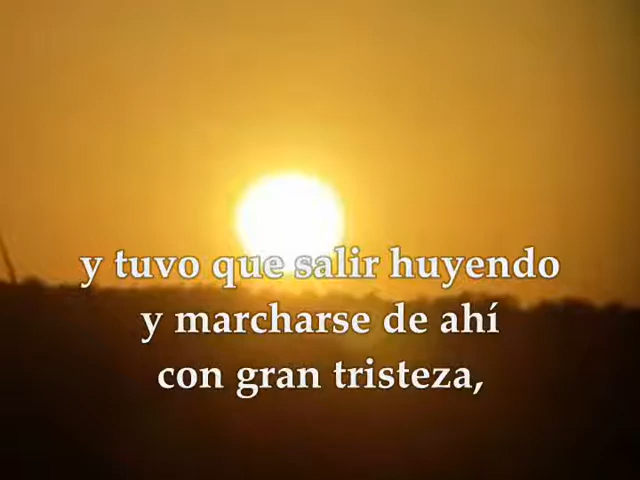 y tuvo que salir huyendo
y marcharse de ahí
con gran tristeza,